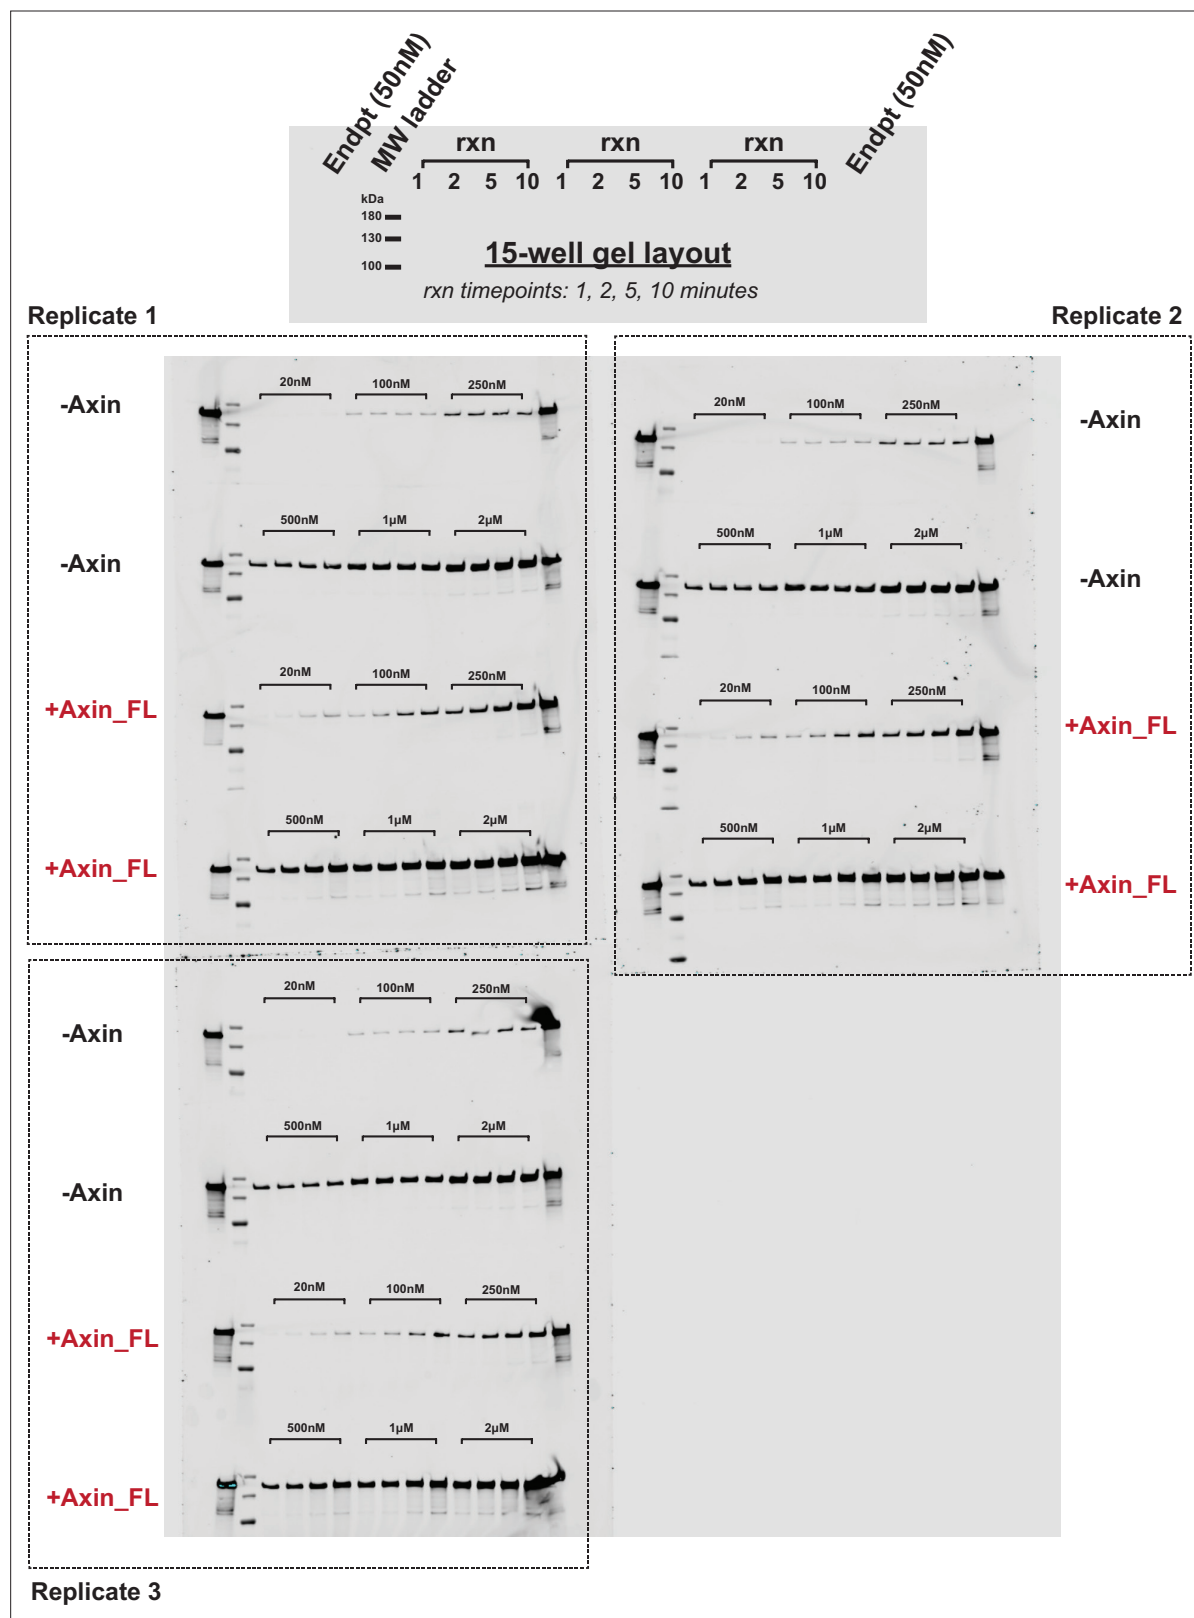 Endpt (50nM)
MW ladder
Endpt (50nM)
rxn rxn rxn
1 2 5 10 1 2 5 10 1 2 5 10
kDa
180
130
100
15-well gel layout
rxn timepoints: 1, 2, 5, 10 minutes
Replicate 1
-Axin
20nM 100nM 250nM
-Axin
500nM 1µM 2µM
+Axin_FL
20nM 100nM 250nM
+Axin_FL
500nM 1µM 2µM
Replicate 2
20nM 100nM 250nM
-Axin
500nM 1µM 2µM
-Axin
20nM 100nM 250nM
+Axin_FL
500nM 1µM 2µM
+Axin_FL
20nM 100nM 250nM
-Axin
500nM 1µM 2µM
-Axin
20nM 100nM 250nM
+Axin_FL
500nM 1µM 2µM
+Axin_FL
Replicate 3